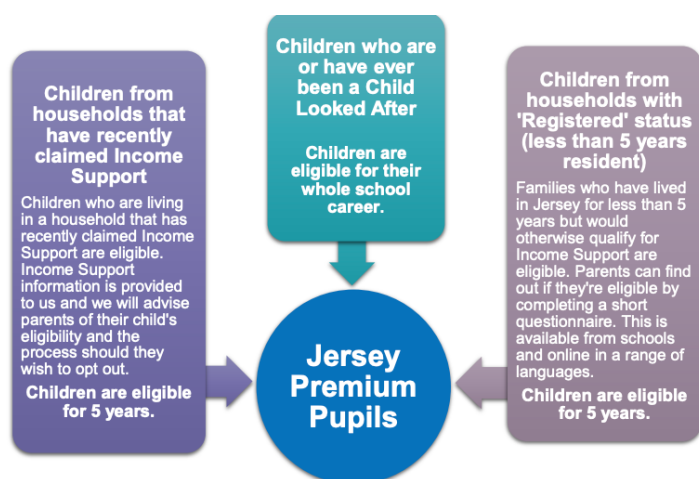 Children from
households that
have recently
claimed Income
Support
Children who are living
in a household that has
recently claimed Income
Support are eligible.
Income Support
information is provided
to us and we will advise
parents of their child's
eligibility and the
process should they
wish to opt out.
Children are eligible
for 5 years.
Children who are
or have ever
been a Child
Looked After
Children are
eligible for their
whole school
career.
Children from
households with
'Registered' status
(less than 5 years
resident)
Families who have lived
in Jersey for less than 5
years but would
otherwise qualify for
Income Support are
eligible. Parents can find
out if they're eligible by
completing a short
questionnaire. This is
available from schools
and online in a range of
languages.
Children are eligible
for 5 years.
Jersey
Premium
Pupils